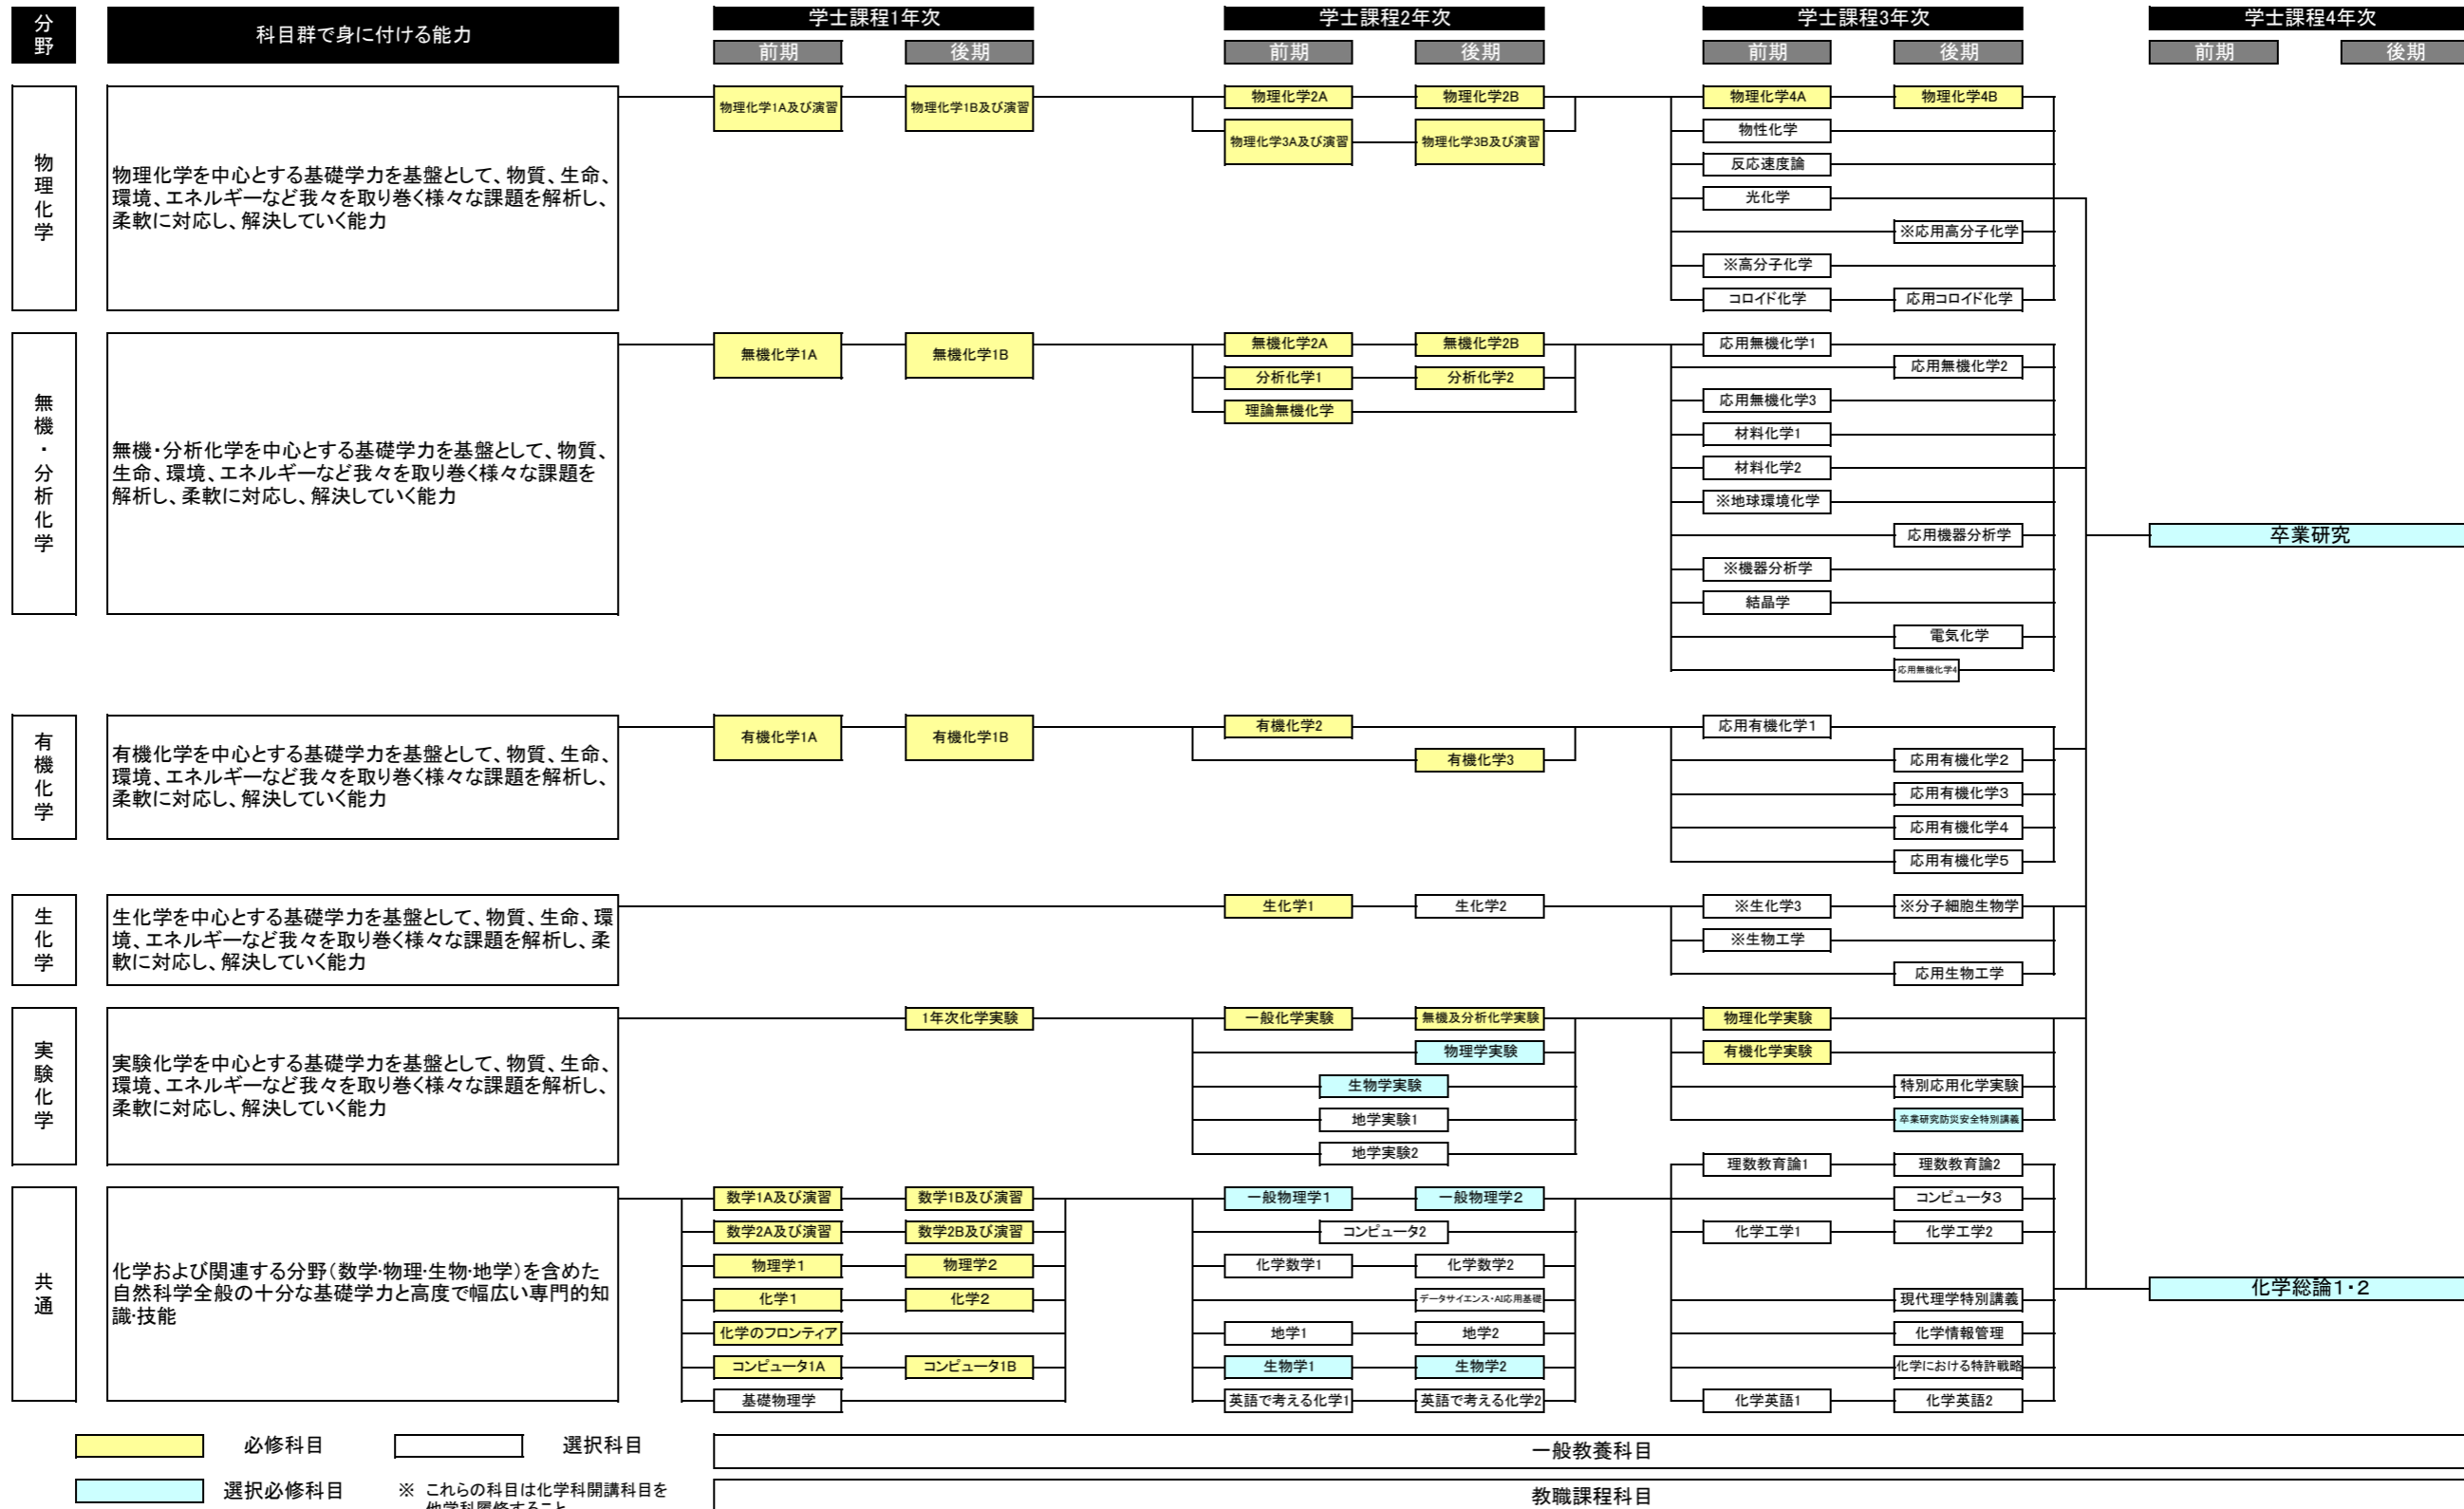 分野
科目群で身に付ける能力
学士課程1年次
学士課程2年次
学士課程3年次
学士課程4年次
前期
後期
前期
後期
前期
後期
前期
後期
物理化学
物理化学を中心とする基礎学力を基盤として、物質、生命、
環境、エネルギーなど我々を取り巻く様々な課題を解析し、
柔軟に対応し、解決していく能力
物理化学1A及び演習
物理化学1B及び演習
物理化学2A
物理化学2B
物理化学4A
物理化学4B
物理化学3A及び演習
物理化学3B及び演習
物性化学
反応速度論
光化学
※応用高分子化学
※高分子化学
コロイド化学
応用コロイド化学
無機・分析化学
無機・分析化学を中心とする基礎学力を基盤として、物質、
生命、環境、エネルギーなど我々を取り巻く様々な課題を
解析し、柔軟に対応し、解決していく能力
無機化学1A
無機化学1B
無機化学2A
無機化学2B
応用無機化学1
応用無機化学2
分析化学1
分析化学2
応用無機化学3
理論無機化学
材料化学1
材料化学2
※地球環境化学
応用機器分析学
卒業研究
※機器分析学
結晶学
電気化学
応用無機化学4
有機化学
有機化学を中心とする基礎学力を基盤として、物質、生命、
環境、エネルギーなど我々を取り巻く様々な課題を解析し、
柔軟に対応し、解決していく能力
有機化学1A
有機化学1B
有機化学2
応用有機化学1
有機化学3
応用有機化学2
応用有機化学3
応用有機化学4
応用有機化学5
生化学
生化学を中心とする基礎学力を基盤として、物質、生命、環
境、エネルギーなど我々を取り巻く様々な課題を解析し、柔
軟に対応し、解決していく能力
生化学1
生化学2
※生化学3
※分子細胞生物学
※生物工学
応用生物工学
実験化学
実験化学を中心とする基礎学力を基盤として、物質、生命、
環境、エネルギーなど我々を取り巻く様々な課題を解析し、
柔軟に対応し、解決していく能力
1年次化学実験
一般化学実験
無機及分析化学実験
物理化学実験
物理学実験
有機化学実験
生物学実験
特別応用化学実験
地学実験1
卒業研究防災安全特別講義
地学実験2
理数教育論1
理数教育論2
共通
化学および関連する分野(数学・物理・生物・地学)を含めた
自然科学全般の十分な基礎学力と高度で幅広い専門的知
識・技能
数学1A及び演習
数学1B及び演習
一般物理学1
一般物理学2
コンピュータ3
数学2A及び演習
数学2B及び演習
コンピュータ2
化学工学1
化学工学2
物理学1
物理学2
化学数学1
化学数学2
化学総論1・2
化学1
化学2
データサイエンス・AI応用基礎
現代理学特別講義
化学のフロンティア
地学1
地学2
化学情報管理
コンピュータ1A
コンピュータ1B
生物学1
生物学2
化学における特許戦略
基礎物理学
英語で考える化学1
英語で考える化学2
化学英語1
化学英語2
必修科目
選択科目
一般教養科目
選択必修科目
※ これらの科目は化学科開講科目を
他学科履修すること
教職課程科目